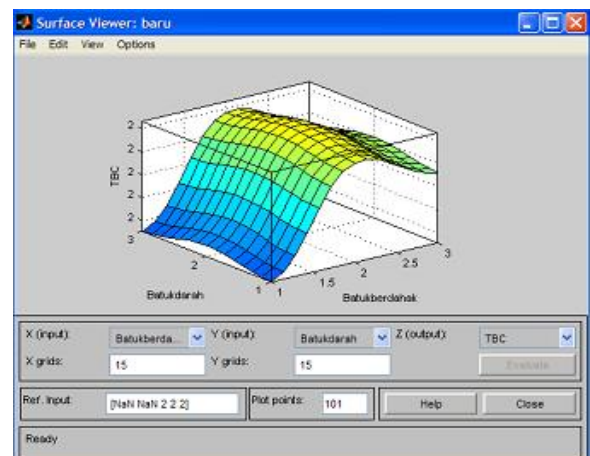 Surface Viewer: baru
File Edit View Options
2.
2.
2.
2.
2.
TBC
3
2
1
Batukdarah
1
1.5
2
2.5
3
Batukberdahak
X (input): Batukberda... Y (input): Batukdarah Z (output): TBC
X grids: 15 Y grids: 15 Evaluate
Ref. Input: [NaN NaN 2 2 2] Plot points: 101 Help Close
Ready